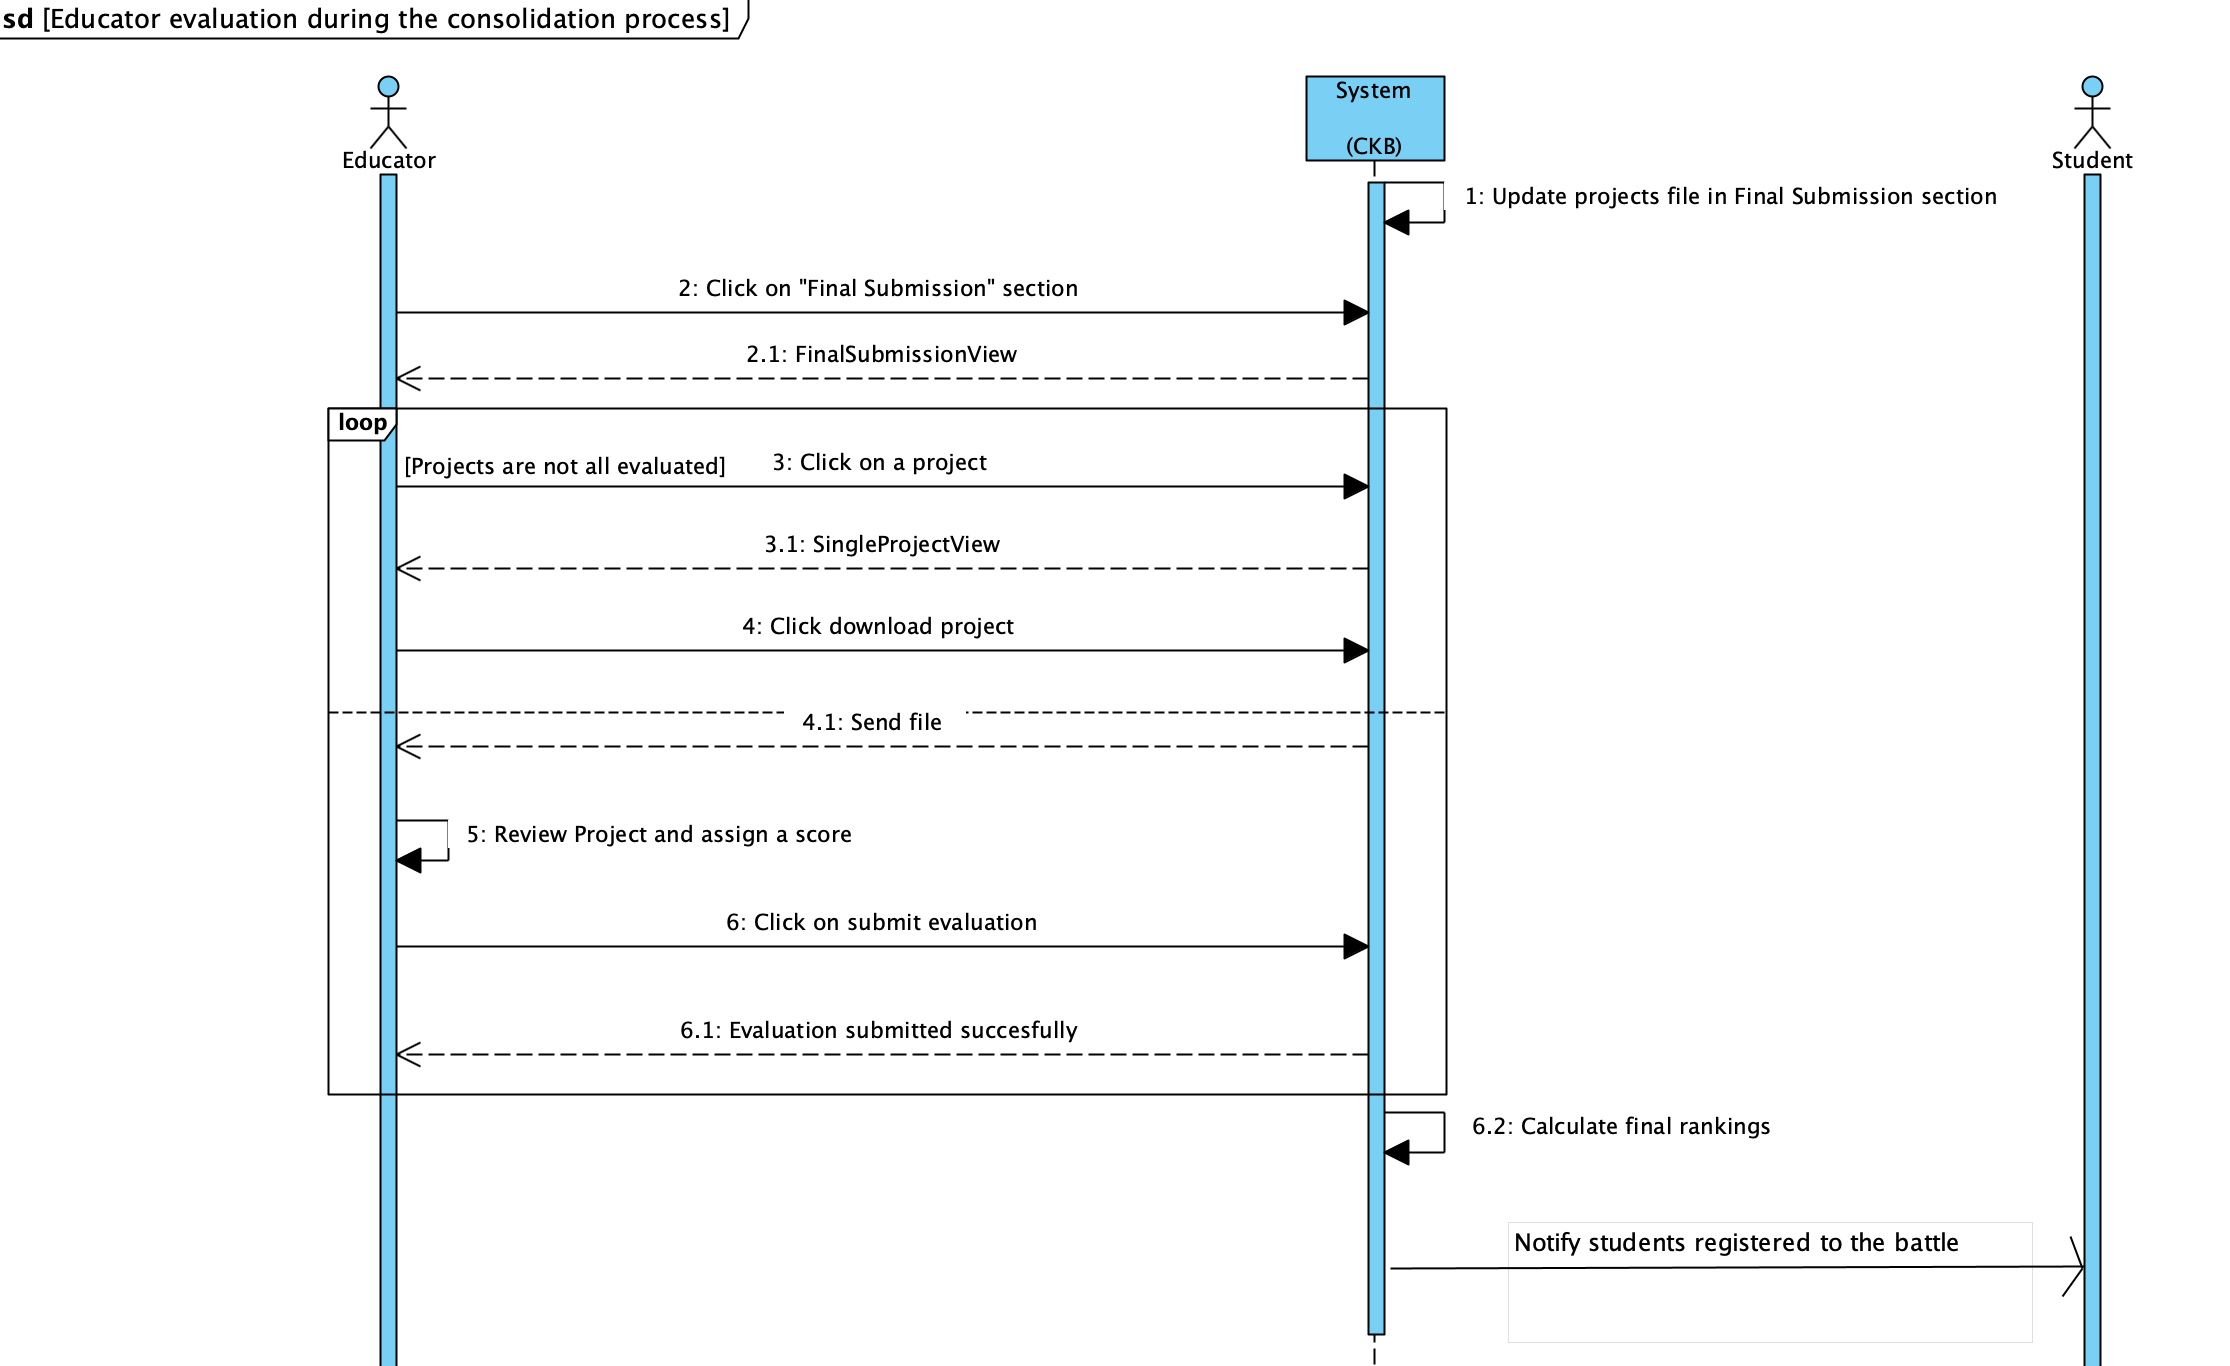 sd [Educator evaluation during the consolidation process]
Educator
System
(CKB)
Student
1: Update projects file in Final Submission section
2: Click on "Final Submission" section
2.1: FinalSubmissionView
loop
[Projects are not all evaluated]
3: Click on a project
3.1: SingleProjectView
4: Click download project
4.1: Send file
5: Review Project and assign a score
6: Click on submit evaluation
6.1: Evaluation submitted succesfully
6.2: Calculate final rankings
Notify students registered to the battle